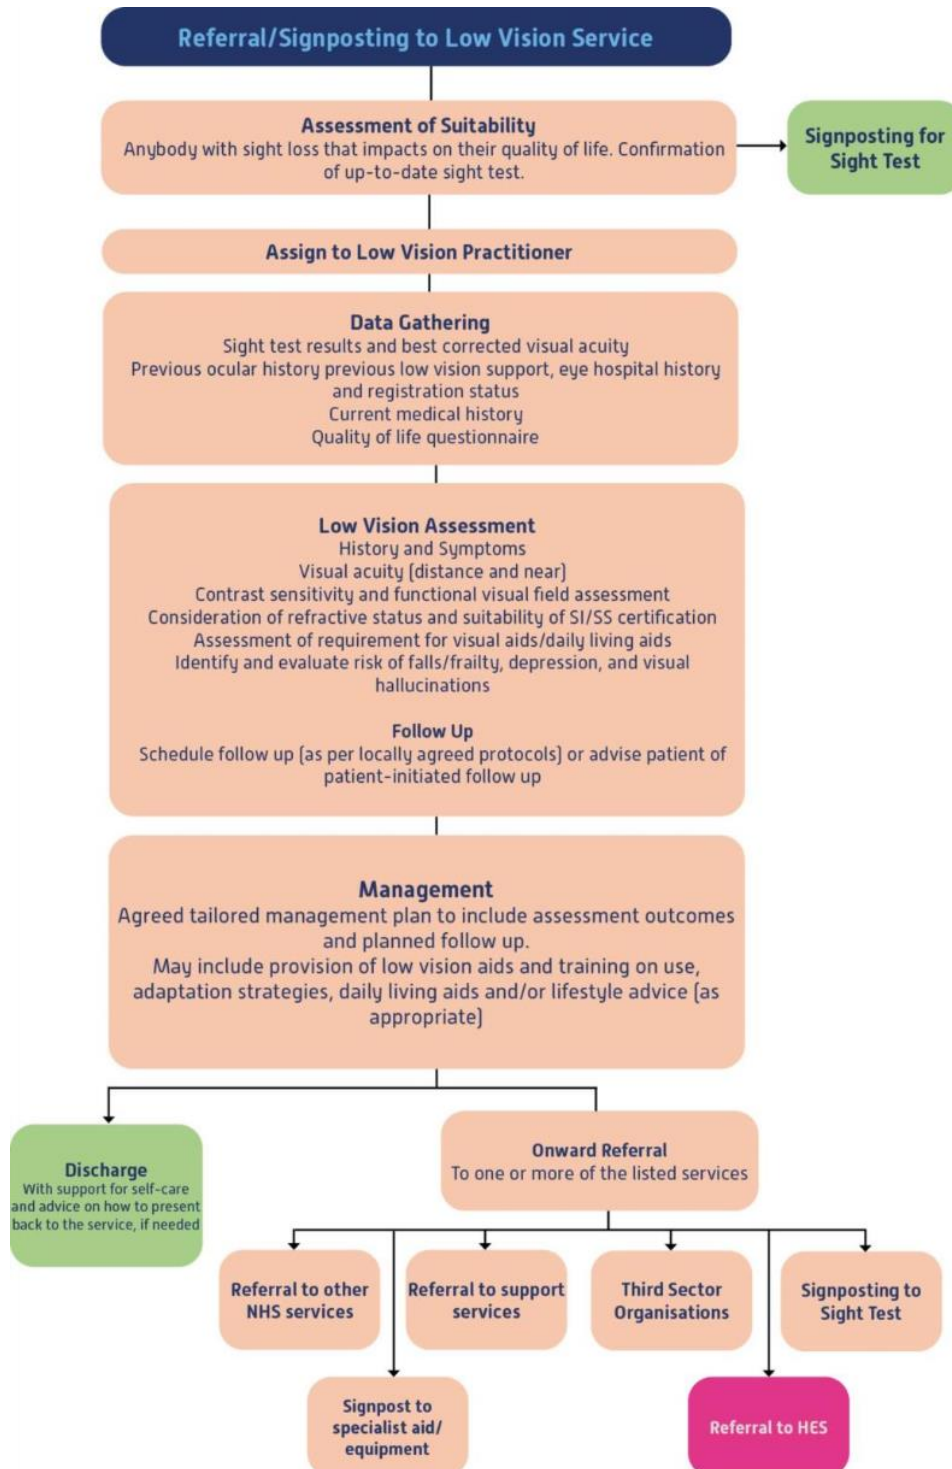 Referral/Signposting to Low Vision Service
Assessment of Suitability
Anybody with sight loss that impacts on their quality of life. Confirmation
of up-to-date sight test.
Signposting for
Sight Test
Assign to Low Vision Practitioner
Data Gathering
Sight test results and best corrected visual acuity
Previous ocular history previous low vision support, eye hospital history
and registration status
Current medical history
Quality of life questionnaire
Low Vision Assessment
History and Symptoms
Visual acuity (distance and near)
Contrast sensitivity and functional visual field assessment
Consideration of refractive status and suitability of SI/SS certification
Assessment of requirement for visual aids/daily living aids
Identify and evaluate risk of falls/frailty, depression, and visual
hallucinations
Follow Up
Schedule follow up (as per locally agreed protocols) or advise patient of
patient-initiated follow up
Management
Agreed tailored management plan to include assessment outcomes
and planned follow up.
May include provision of low vision aids and training on use,
adaptation strategies, daily living aids and/or lifestyle advice (as
appropriate)
Discharge
With support for self-care
and advice on how to present
back to the service, if needed
Onward Referral
To one or more of the listed services
Referral to other
NHS services
Referral to support
services
Third Sector
Organisations
Signposting to
Sight Test
Signpost to
specialist aid/
equipment
Referral to HES